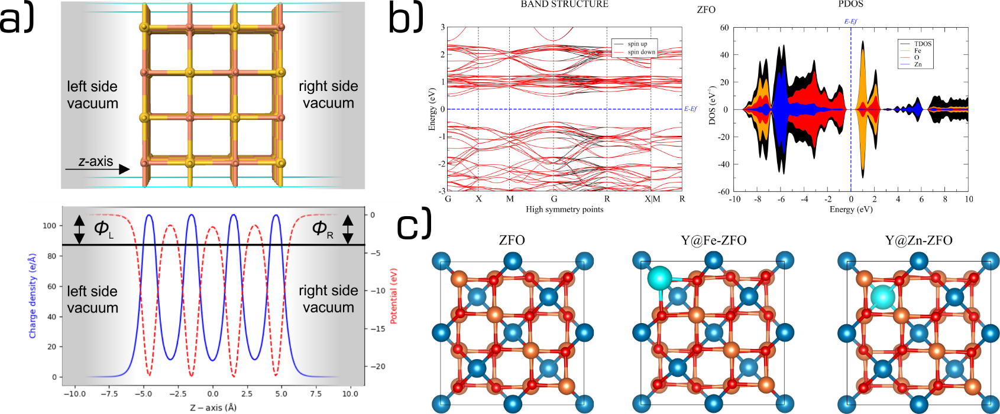 a)
left side
vacuum
right side
vacuum
z-axis
Φ_L
Φ_R
left side
vacuum
right side
vacuum
Charge density (e/Å)
100
80
60
40
20
0
Potential (eV)
0
−5
−10
−15
−20
−10.0 −7.5 −5.0 −2.5 0.0 2.5 5.0 7.5 10.0
Z − axis (Å)
b)
BAND STRUCTURE
ZFO
PDOS
spin up
spin down
Energy (eV)
3
2
1
0
-1
-2
-3
E-Ef
G X M G R X|M R
High symmetry points
E-Ef
TDOS
Fe
O
Zn
DOS (eV⁻¹)
60
40
20
0
-20
-40
-60
-10 -8 -6 -4 -2 0 2 4 6 8 10
Energy (eV)
c)
ZFO
Y@Fe-ZFO
Y@Zn-ZFO